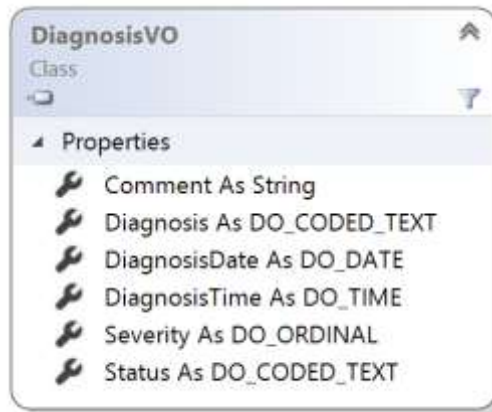 DiagnosisVO
Class
Properties
Comment As String
Diagnosis As DO_CODED_TEXT
DiagnosisDate As DO_DATE
DiagnosisTime As DO_TIME
Severity As DO_ORDINAL
Status As DO_CODED_TEXT